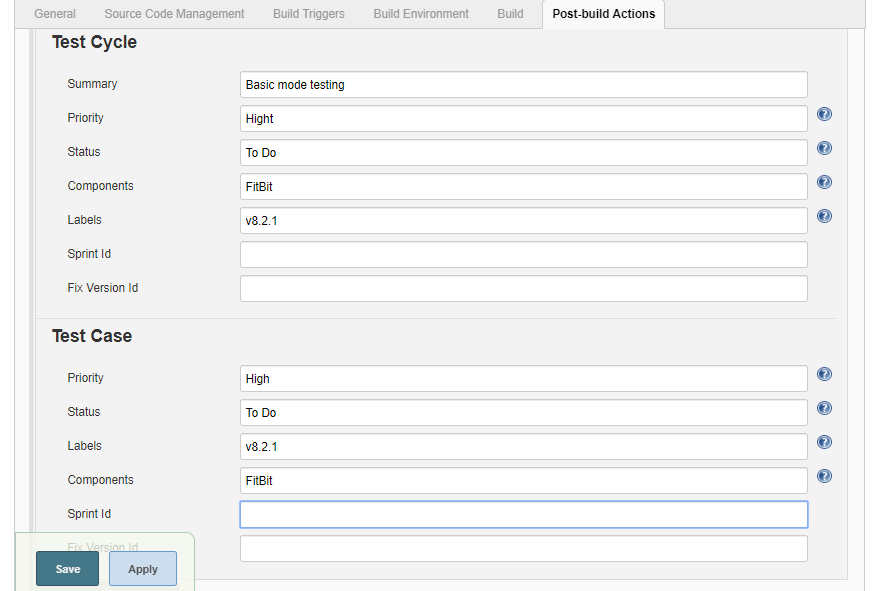 General Source Code Management Build Triggers Build Environment Build Post-build Actions
Test Cycle
Summary Basic mode testing
Priority Hight
Status To Do
Components FitBit
Labels v8.2.1
Sprint Id
Fix Version Id
Test Case
Priority High
Status To Do
Labels v8.2.1
Components FitBit
Sprint Id
Fix Version Id
Save Apply